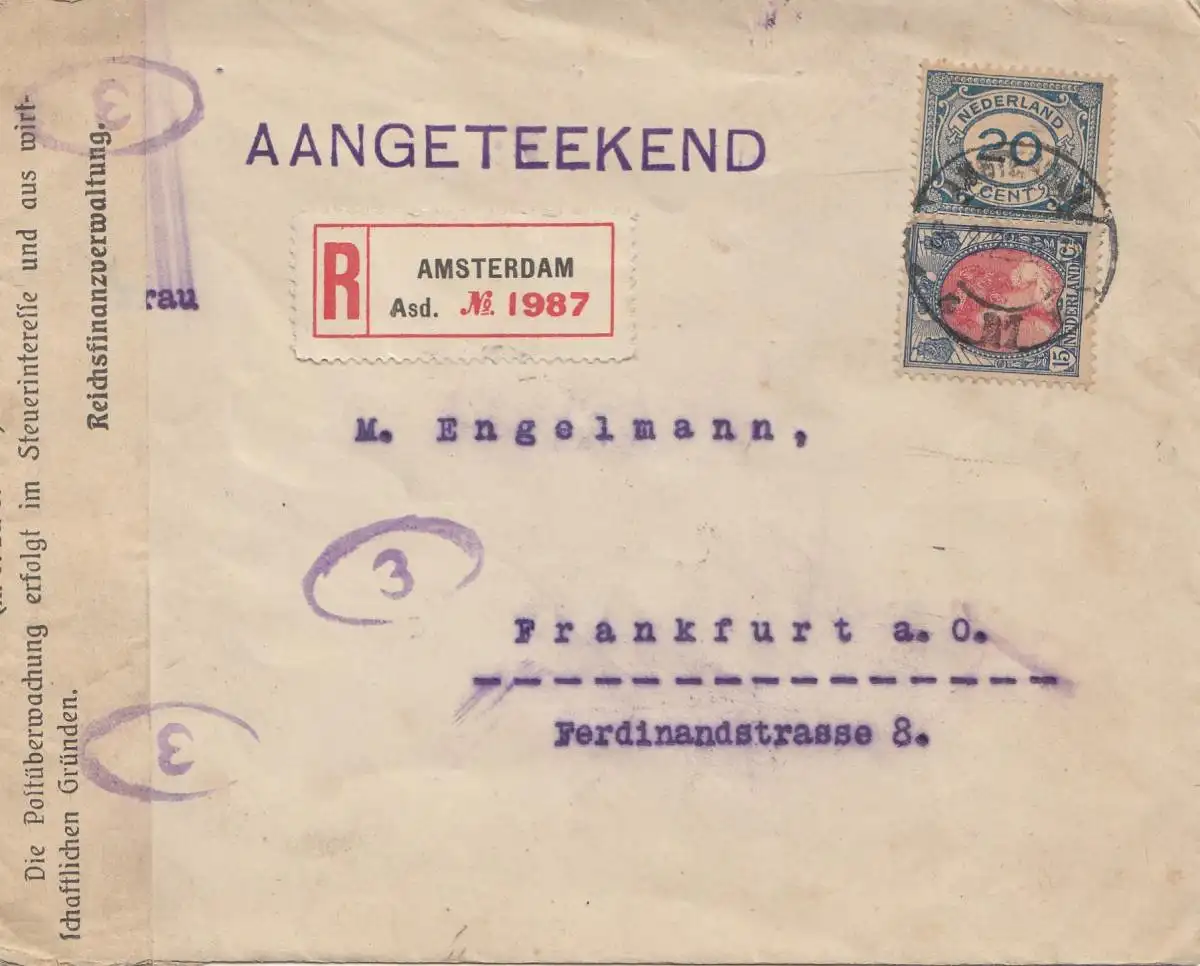 AANGETEEKEND
R
AMSTERDAM
Asd. № 1987
NEDERLAND
20
CENT
15 NEDERLAND Ct
rau
M. Engelmann,
3
3
3
Frankfurt a.O.
Ferdinandstrasse 8.
Die Poſtüberwachung erfolgt im Steuerintereſſe und aus wirt-
ſchaftlichen Gründen.
Reichsfinanzverwaltung.